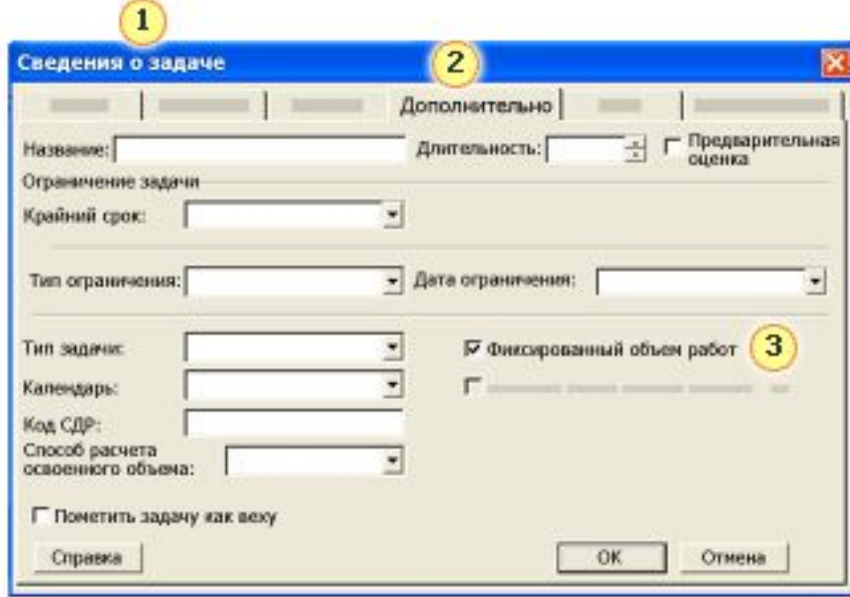 1
Сведения о задаче
2
Дополнительно
Название:
Длительность:
Предварительная
оценка
Ограничение задачи
Крайний срок:
Тип ограничения:
Дата ограничения:
Тип задачи:
Фиксированный объем работ
3
Календарь:
Код СДР:
Способ расчета
освоенного объема:
Пометить задачу как веху
Справка
ОК
Отмена